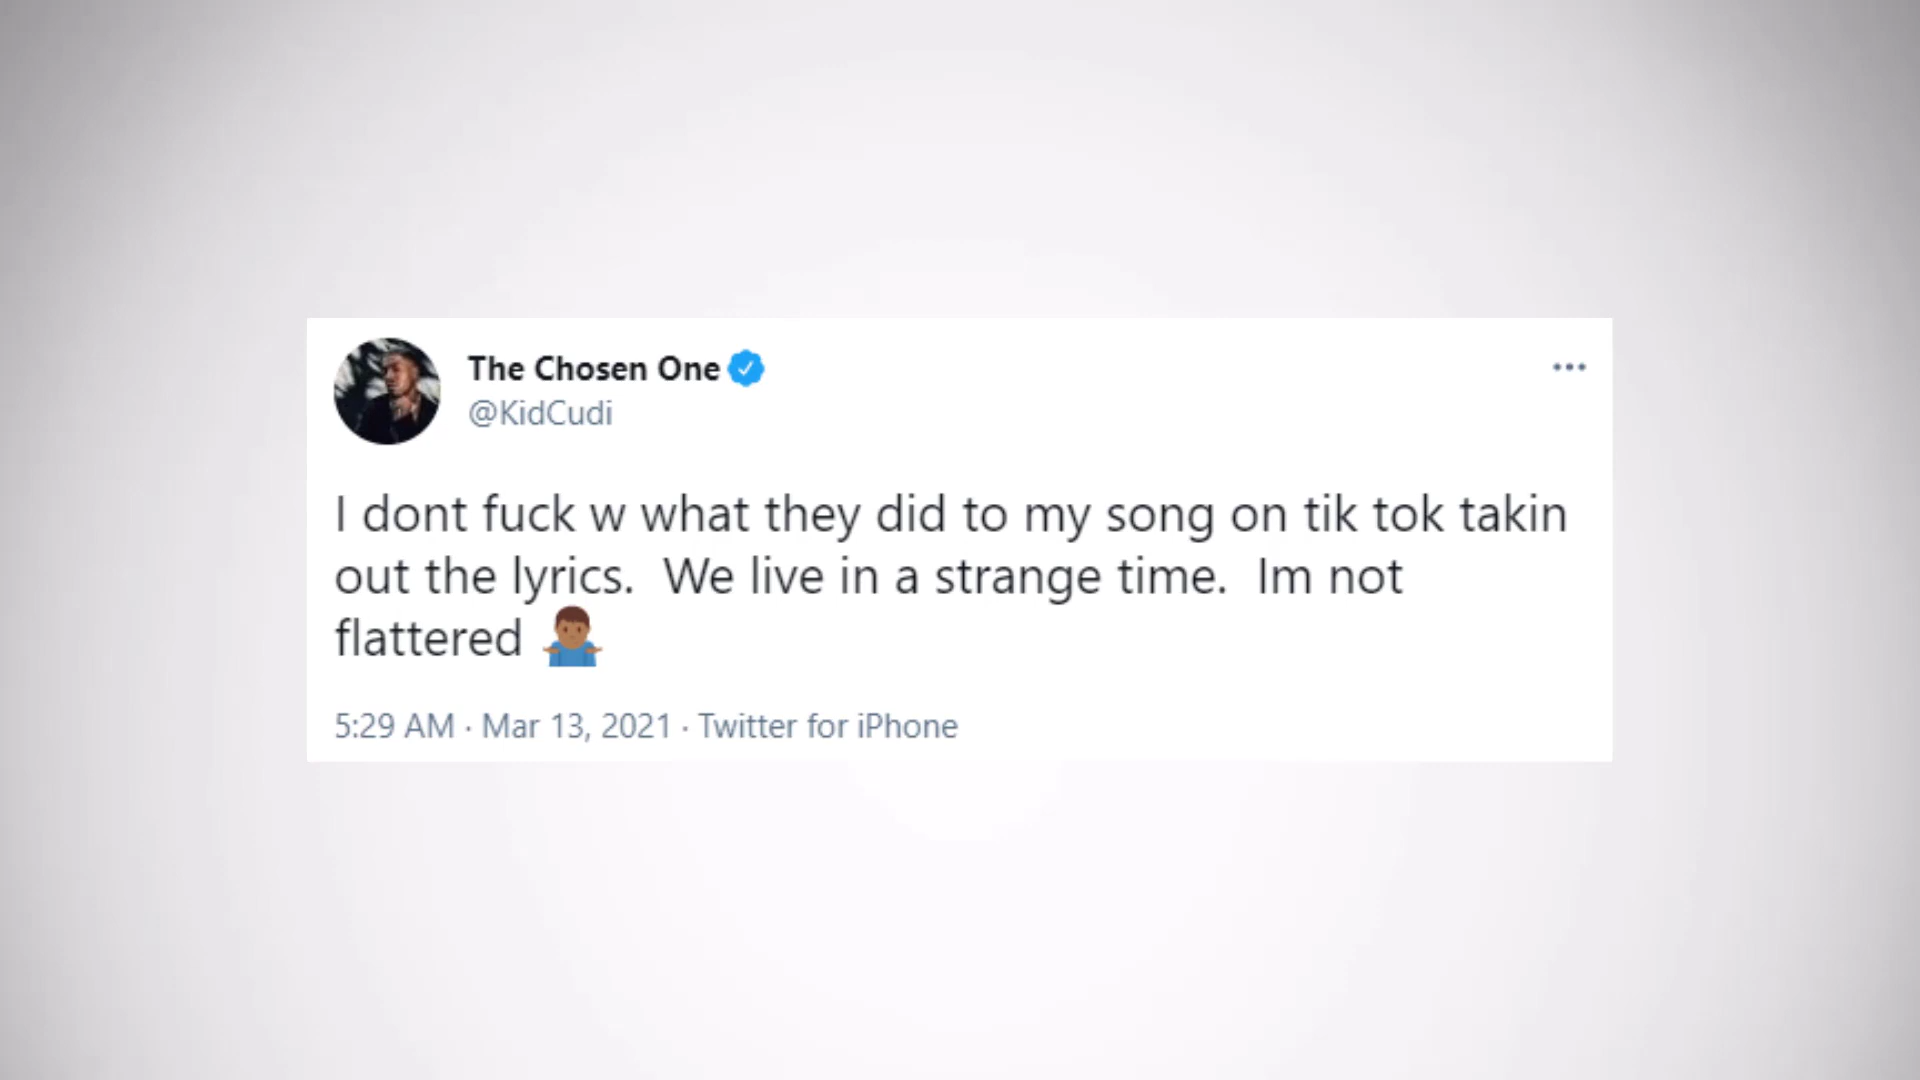 The Chosen One
@KidCudi
I dont fuck w what they did to my song on tik tok takin
out the lyrics.  We live in a strange time.  Im not
flattered 🤷🏾‍♂️
5:29 AM · Mar 13, 2021 · Twitter for iPhone